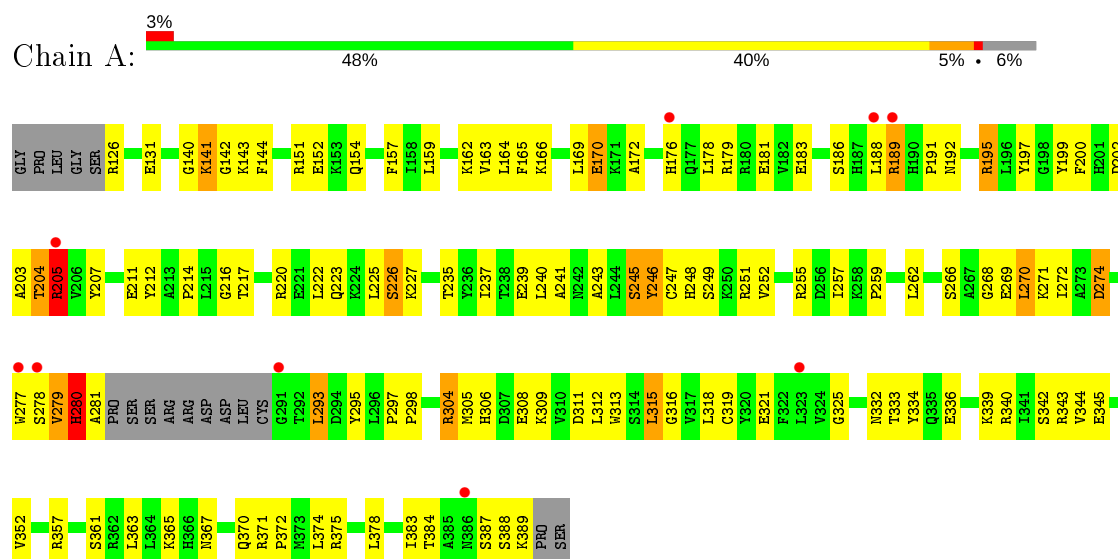 3%
Chain A:
48% 40% 5% • 6%
GLY PRO LEU GLY SER R126 E131 G140 K141 G142 K143 F144 R151 E152 K153 Q154 F157 I158 L159 K162 V163 L164 F165 K166 L169 E170 K171 A172 H176 Q177 L178 R179 R180 E181 V182 E183 S186 H187 L188 R189 H190 P191 N192 R195 L196 Y197 G198 Y199 F200 H201 D202
A203 T204 R205 V206 Y207 E211 Y212 A213 P214 L215 G216 T217 R220 E221 L222 Q223 K224 L225 S226 K227 T235 Y236 I237 T238 E239 L240 A241 N242 A243 L244 S245 Y246 C247 H248 S249 K250 R251 V252 R255 D256 I257 K258 P259 L262 S266 A267 G268 E269 L270 K271 I272 A273 D274
W277 S278 V279 H280 A281 PRO SER SER ARG ARG ASP ASP LEU CYS G291 T292 L293 D294 Y295 L296 P297 P298 R304 M305 H306 D307 E308 K309 V310 D311 L312 W313 S314 L315 G316 V317 L318 C319 Y320 E321 F322 L323 V324 G325 N332 T333 Y334 Q335 E336 K339 R340 I341 S342 R343 V344 E345
V352 R357 S361 R362 L363 L364 K365 H366 N367 Q370 R371 P372 M373 L374 R375 L378 I383 T384 A385 N386 S387 S388 K389 PRO SER